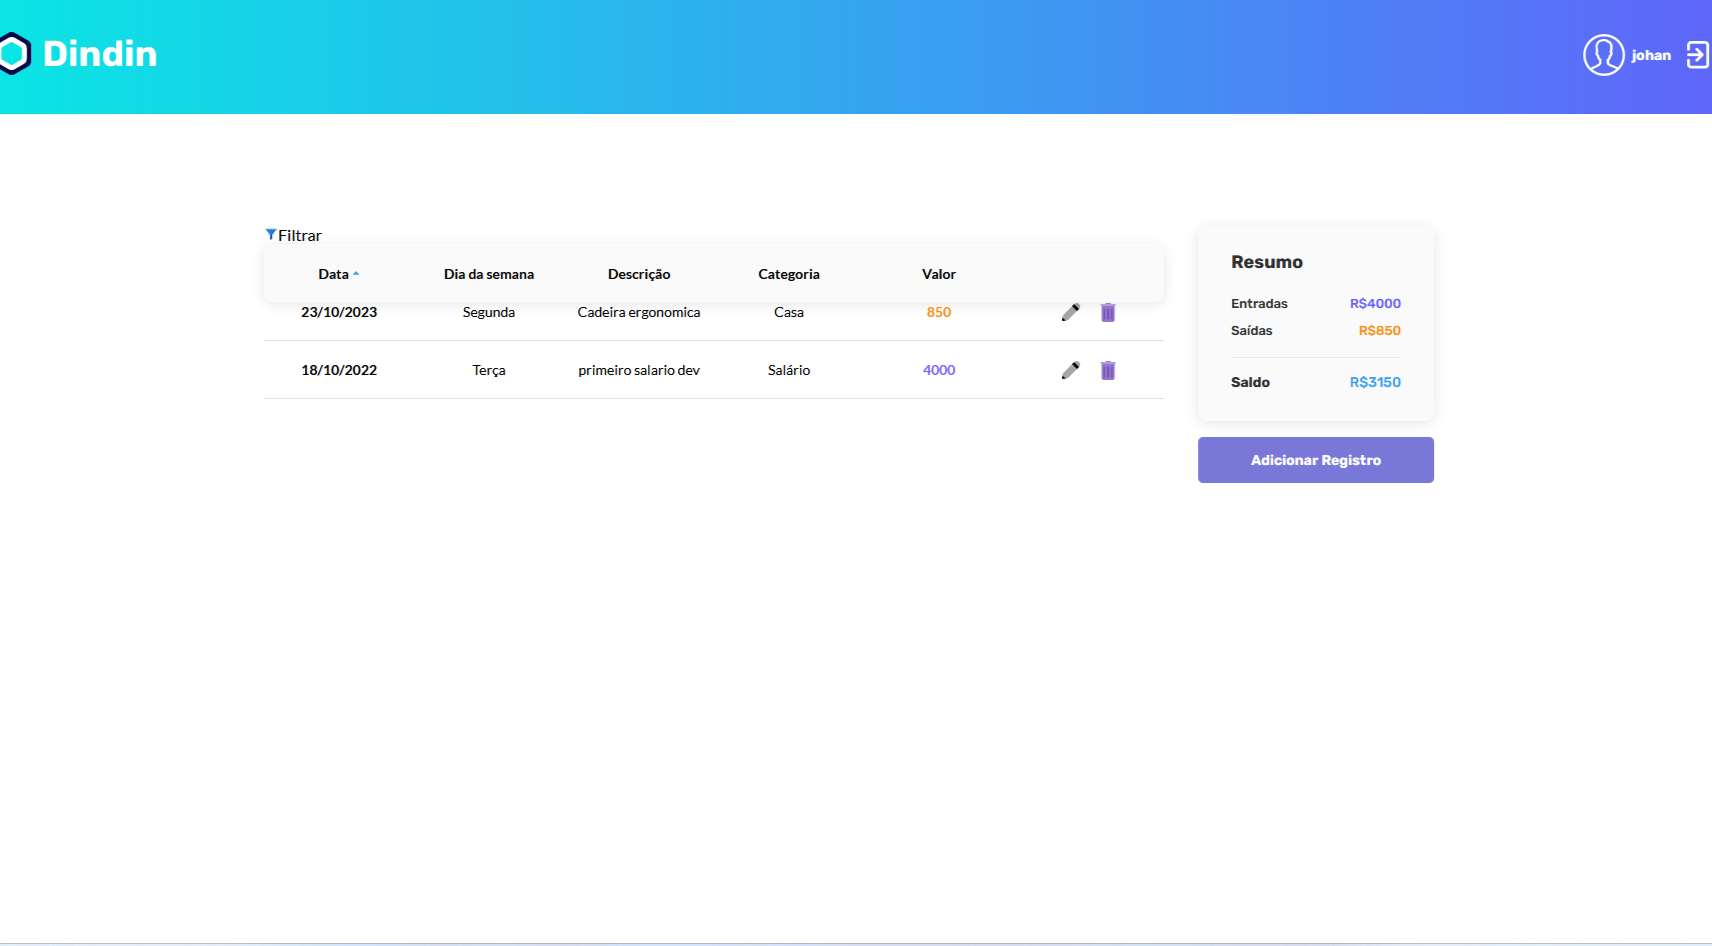 Dindin
johan
Filtrar
Data Dia da semana Descrição Categoria Valor
23/10/2023 Segunda Cadeira ergonomica Casa 850
18/10/2022 Terça primeiro salario dev Salário 4000
Resumo
Entradas R$4000
Saídas R$850
Saldo R$3150
Adicionar Registro